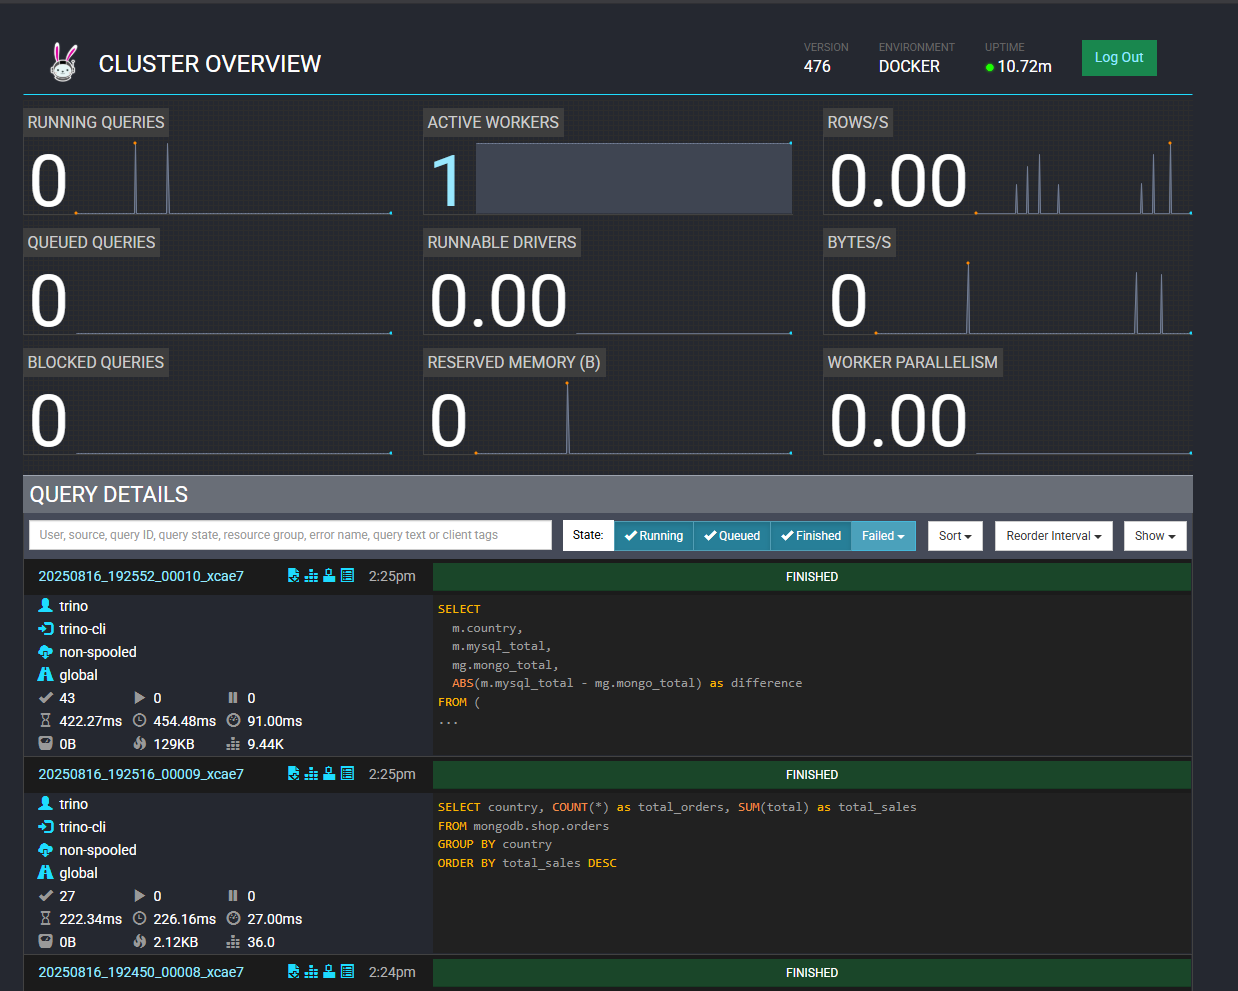 CLUSTER OVERVIEW
VERSION
476
ENVIRONMENT
DOCKER
UPTIME
10.72m
Log Out
RUNNING QUERIES
0
ACTIVE WORKERS
1
ROWS/S
0.00
QUEUED QUERIES
0
RUNNABLE DRIVERS
0.00
BYTES/S
0
BLOCKED QUERIES
0
RESERVED MEMORY (B)
0
WORKER PARALLELISM
0.00
QUERY DETAILS
User, source, query ID, query state, resource group, error name, query text or client tags
State: Running Queued Finished Failed
Sort
Reorder Interval
Show
20250816_192552_00010_xcae7 2:25pm
FINISHED
trino
trino-cli
non-spooled
global
43 0 0
422.27ms 454.48ms 91.00ms
0B 129KB 9.44K
SELECT
m.country,
m.mysql_total,
mg.mongo_total,
ABS(m.mysql_total - mg.mongo_total) as difference
FROM (
...
20250816_192516_00009_xcae7 2:25pm
FINISHED
trino
trino-cli
non-spooled
global
27 0 0
222.34ms 226.16ms 27.00ms
0B 2.12KB 36.0
SELECT country, COUNT(*) as total_orders, SUM(total) as total_sales
FROM mongodb.shop.orders
GROUP BY country
ORDER BY total_sales DESC
20250816_192450_00008_xcae7 2:24pm
FINISHED